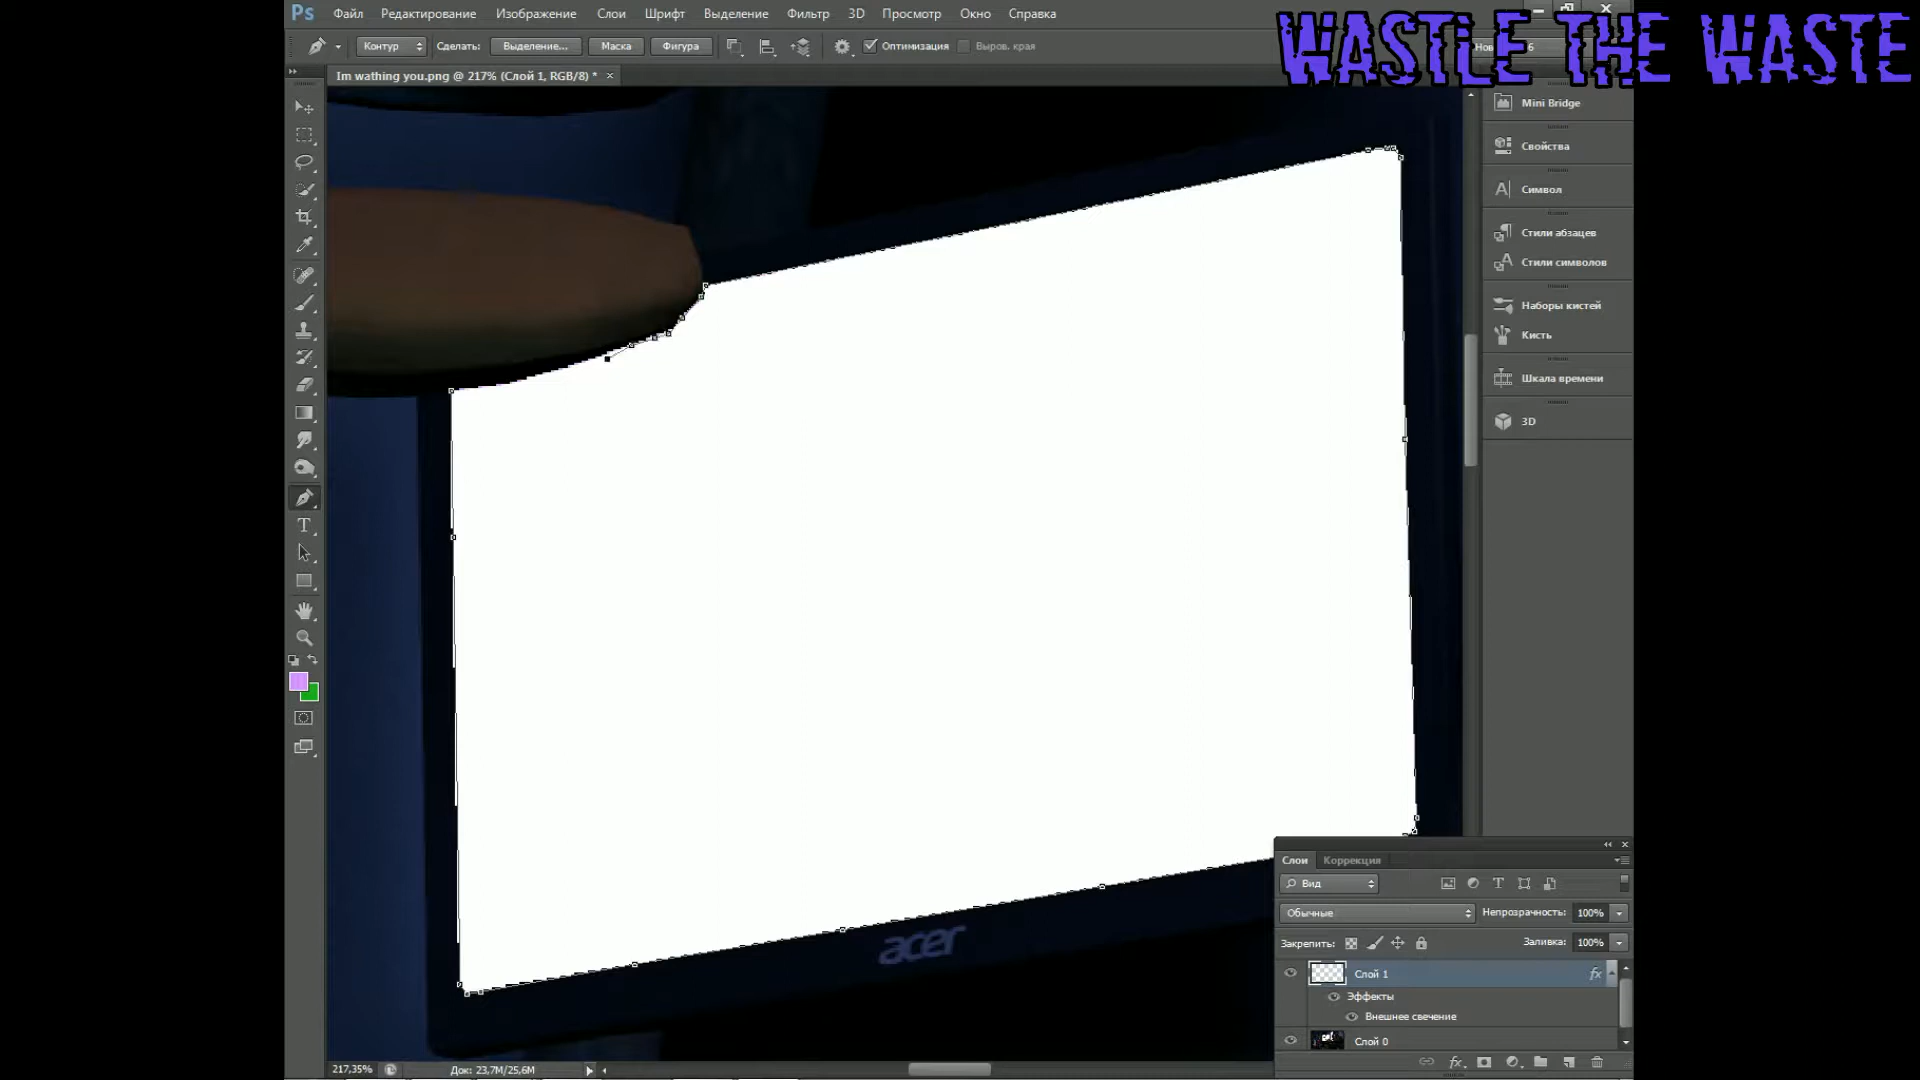 WASTLE THE WASTE
Ps Файл Редактирование Изображение Слои Шрифт Выделение Фильтр 3D Просмотр Окно Справка
Контур Сделать: Выделение... Маска Фигура Оптимизация Выров. края
Im wathing you.png @ 217% (Слой 1, RGB/8) *
Mini Bridge
Свойства
Символ
Стили абзацев
Стили символов
Наборы кистей
Кисть
Шкала времени
3D
acer
Слои Коррекция
Вид
Обычные Непрозрачность: 100%
Закрепить: Заливка: 100%
Слой 1 fx
Эффекты
Внешнее свечение
Слой 0
217,35% Док: 23,7M/25,6M